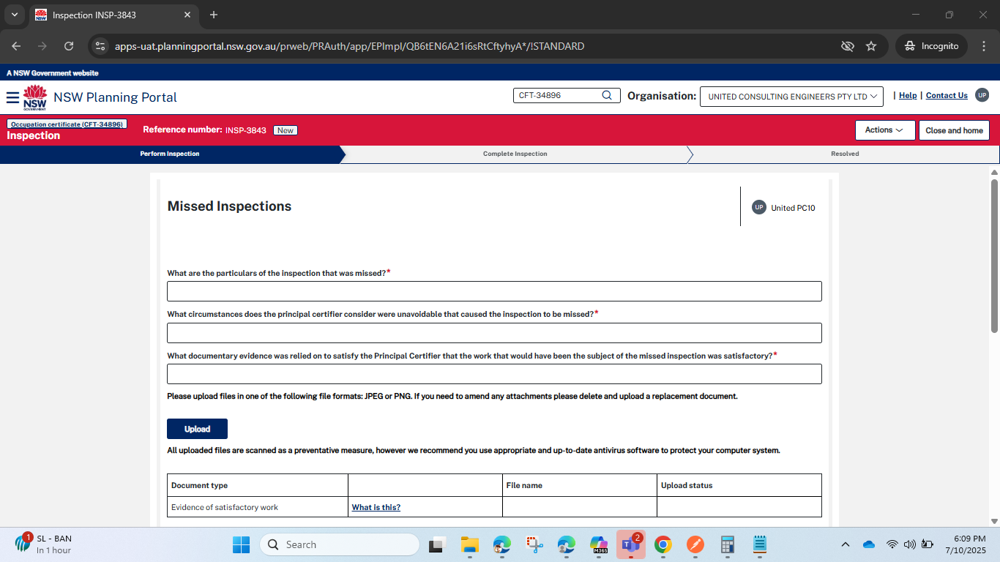 Inspection INSP-3843
apps-uat.planningportal.nsw.gov.au/prweb/PRAuth/app/EPImpl/QB6tEN6A21i6sRtCftyhyA*/!STANDARD
Incognito
A NSW Government website
NSW GOVERNMENT
NSW Planning Portal
CFT-34896
Organisation:
UNITED CONSULTING ENGINEERS PTY LTD
| Help | Contact Us
UP
Occupation certificate (CFT-34896)
Inspection
Reference number: INSP-3843
New
Actions
Close and home
Perform Inspection
Complete Inspection
Resolved
Missed Inspections
UP
United PC10
What are the particulars of the inspection that was missed?*
What circumstances does the principal certifier consider were unavoidable that caused the inspection to be missed?*
What documentary evidence was relied on to satisfy the Principal Certifier that the work that would have been the subject of the missed inspection was satisfactory?*
Please upload files in one of the following file formats: JPEG or PNG. If you need to amend any attachments please delete and upload a replacement document.
Upload
All uploaded files are scanned as a preventative measure, however we recommend you use appropriate and up-to-date antivirus software to protect your computer system.
Document type
File name
Upload status
Evidence of satisfactory work
What is this?
1
SL - BAN
In 1 hour
Search
M365
2
6:09 PM
7/10/2025